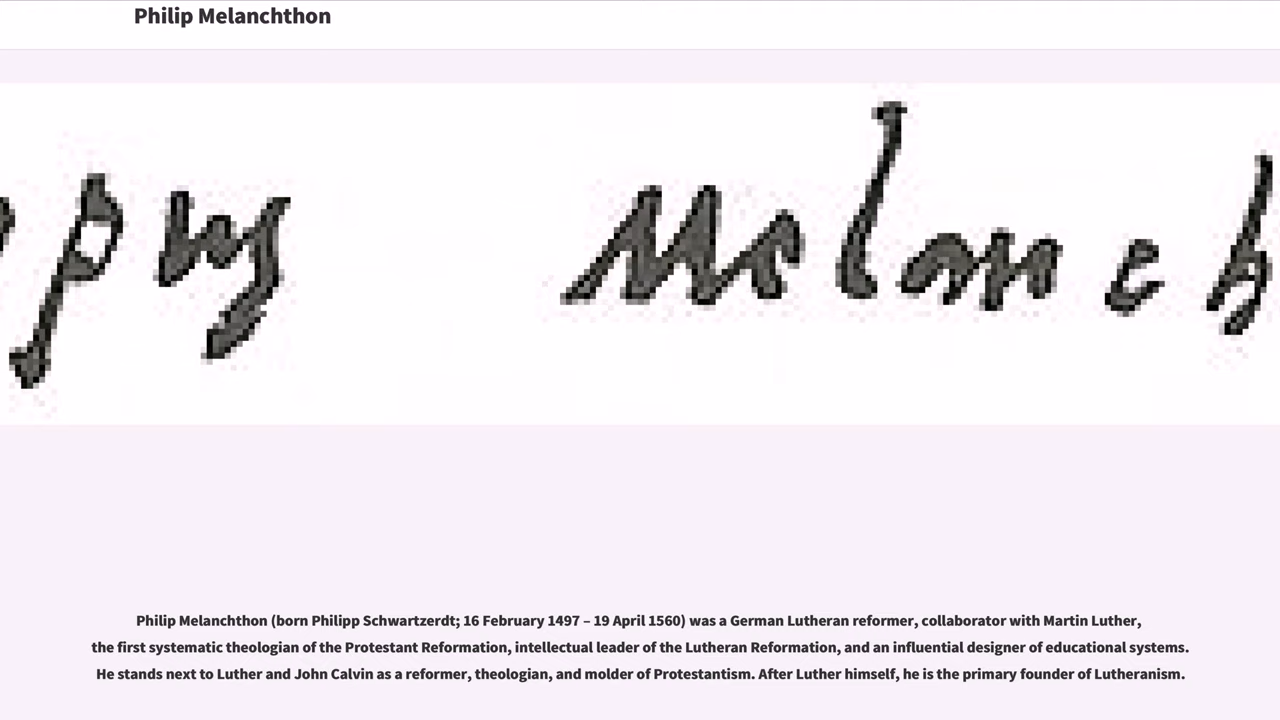 Philip Melanchthon
ppus Melanch
Philip Melanchthon (born Philipp Schwartzerdt; 16 February 1497 – 19 April 1560) was a German Lutheran reformer, collaborator with Martin Luther,
the first systematic theologian of the Protestant Reformation, intellectual leader of the Lutheran Reformation, and an influential designer of educational systems.
He stands next to Luther and John Calvin as a reformer, theologian, and molder of Protestantism. After Luther himself, he is the primary founder of Lutheranism.